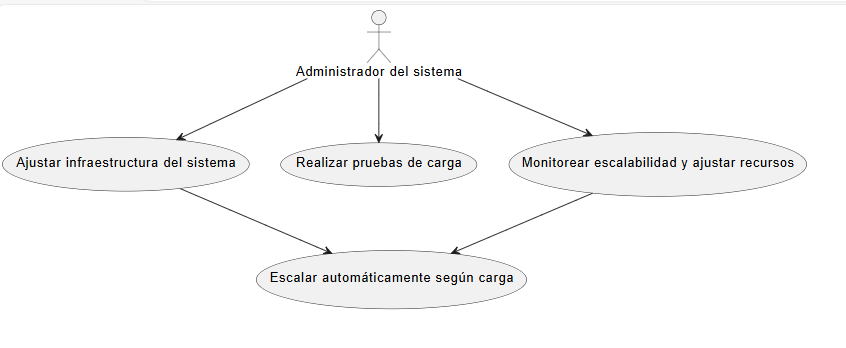 Administrador del sistema
Ajustar infraestructura del sistema
Realizar pruebas de carga
Monitorear escalabilidad y ajustar recursos
Escalar automáticamente según carga